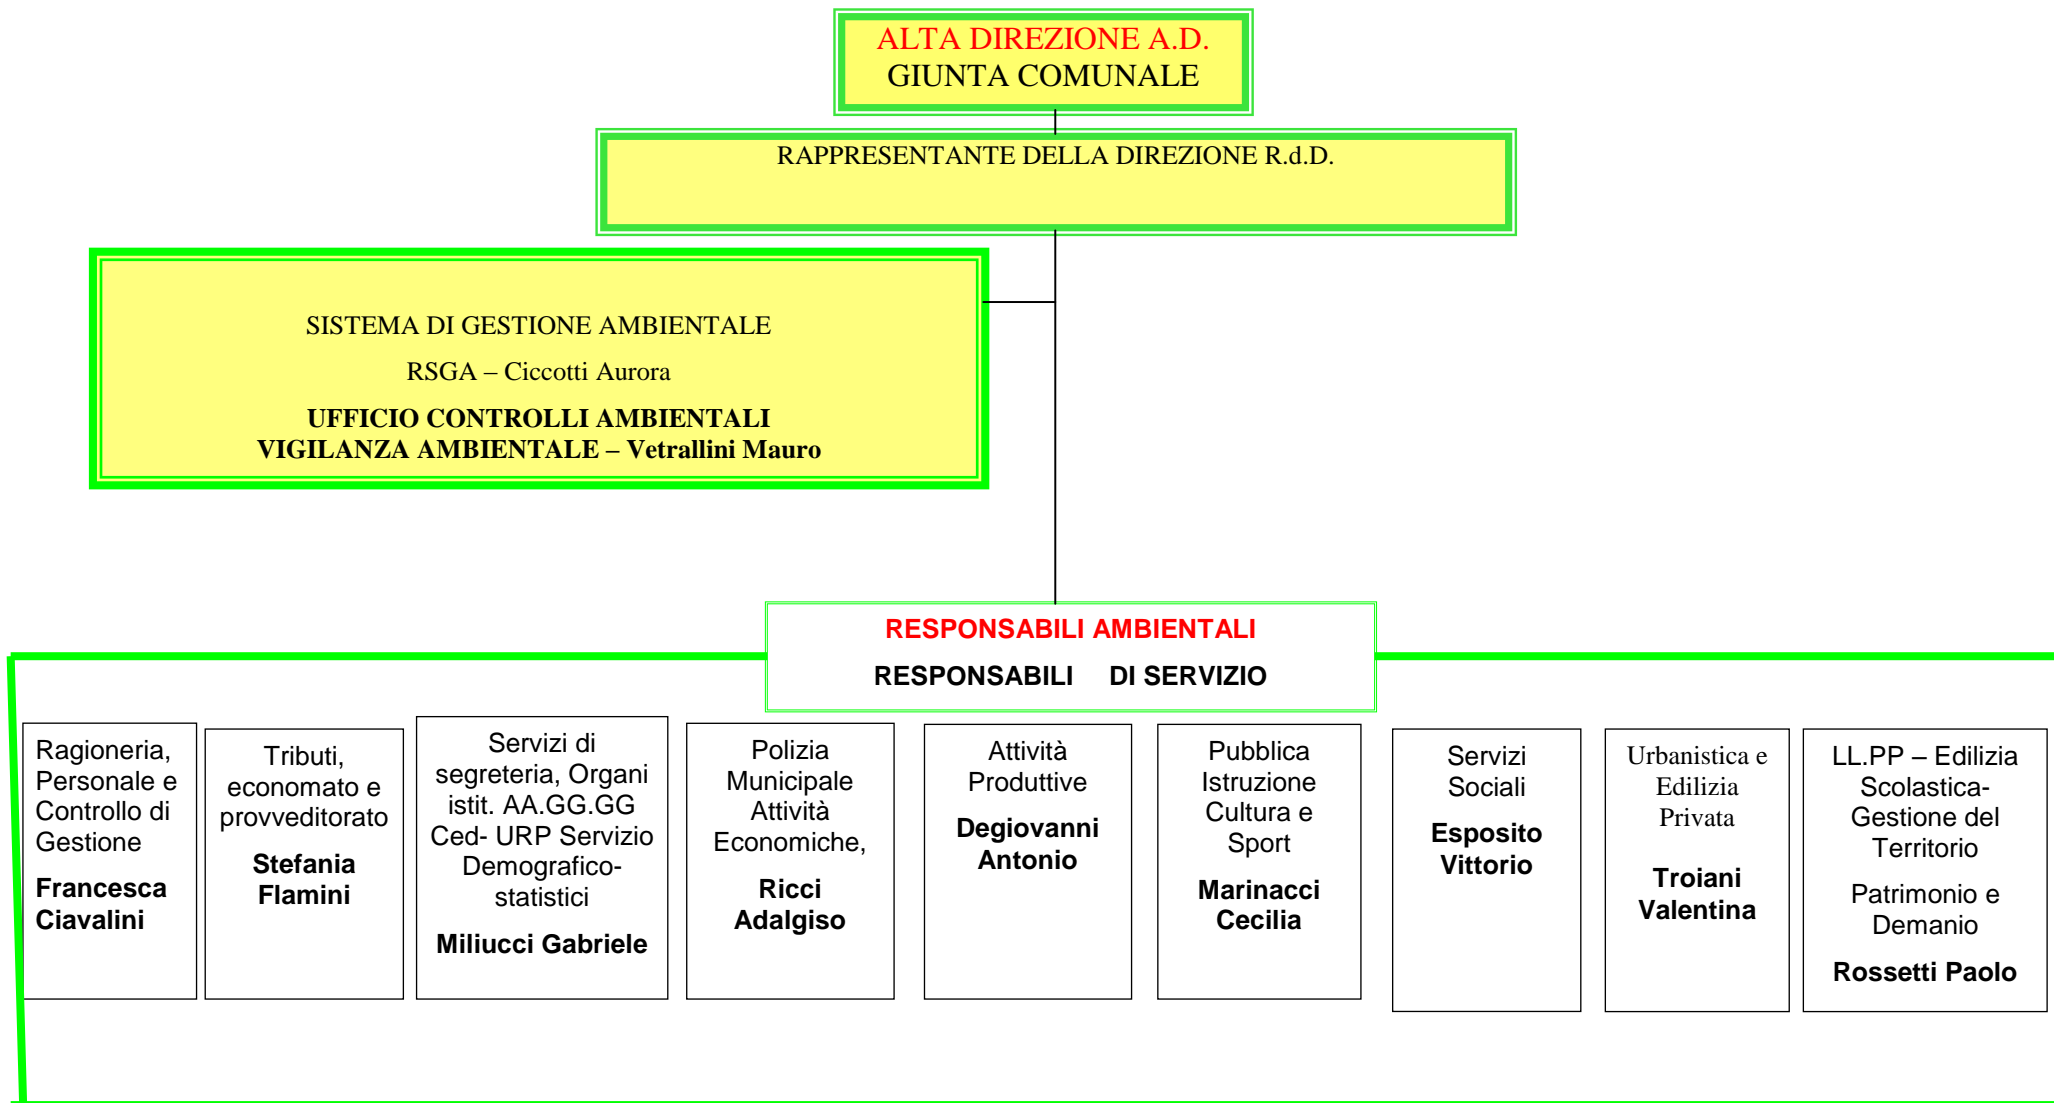 ALTA DIREZIONE A.D.
GIUNTA COMUNALE
RAPPRESENTANTE DELLA DIREZIONE R.d.D.
SISTEMA DI GESTIONE AMBIENTALE
RSGA – Ciccotti Aurora
UFFICIO CONTROLLI AMBIENTALI
VIGILANZA AMBIENTALE – Vetrallini Mauro
RESPONSABILI AMBIENTALI
RESPONSABILI DI SERVIZIO
Ragioneria,
Personale e
Controllo di
Gestione
Francesca
Ciavalini
Tributi,
economato e
provveditorato
Stefania
Flamini
Servizi di
segreteria, Organi
istit. AA.GG.GG
Ced- URP Servizio
Demografico-
statistici
Miliucci Gabriele
Polizia
Municipale
Attività
Economiche,
Ricci
Adalgiso
Attività
Produttive
Degiovanni
Antonio
Pubblica
Istruzione
Cultura e
Sport
Marinacci
Cecilia
Servizi
Sociali
Esposito
Vittorio
Urbanistica e
Edilizia
Privata
Troiani
Valentina
LL.PP – Edilizia
Scolastica-
Gestione del
Territorio
Patrimonio e
Demanio
Rossetti Paolo